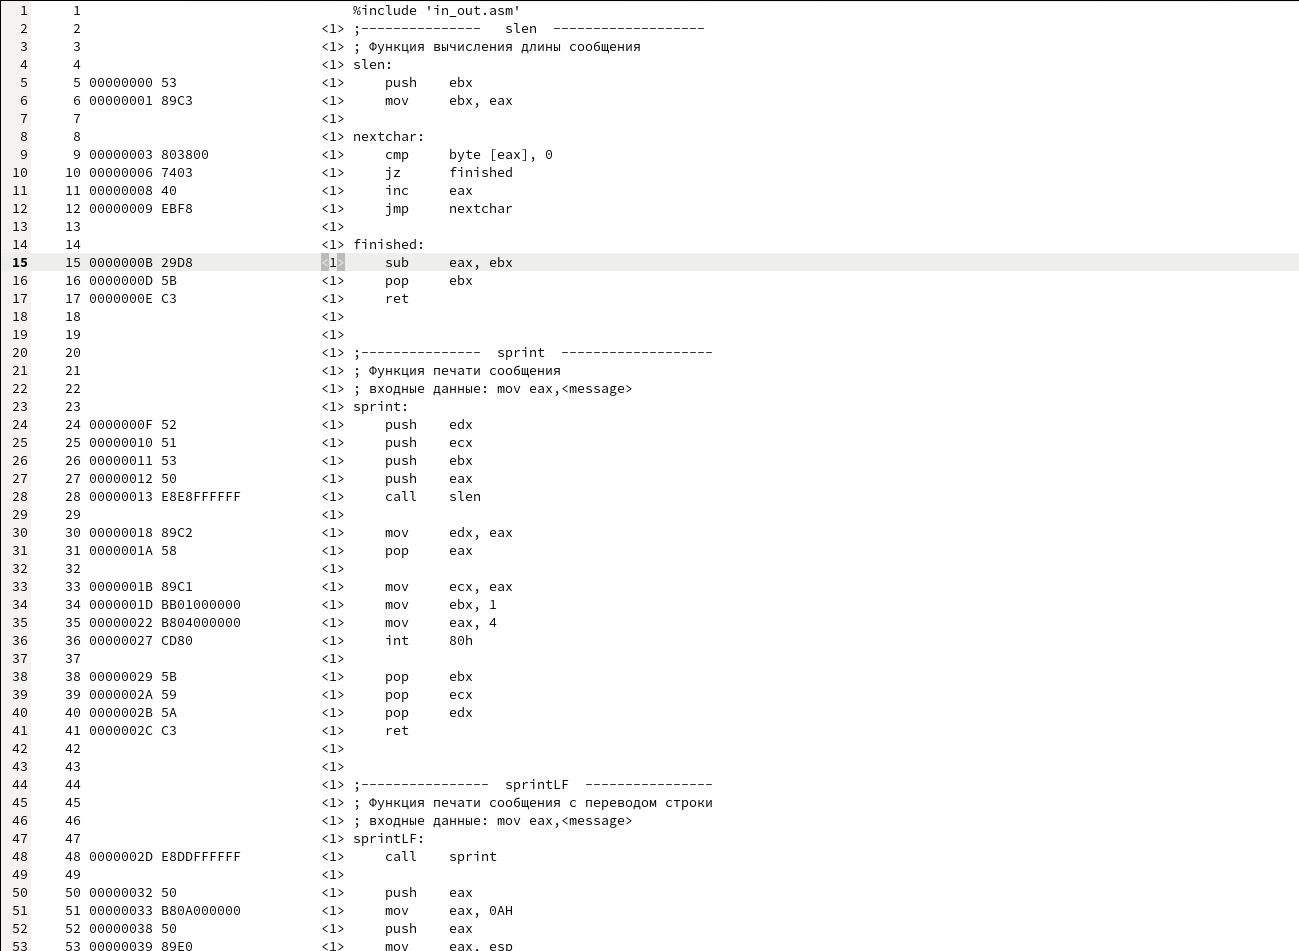 1      1                                  %include 'in_out.asm'
2      2                              <1> ;---------------   slen  -------------------
3      3                              <1> ; Функция вычисления длины сообщения
4      4                              <1> slen:
5      5 00000000 53                  <1>     push    ebx
6      6 00000001 89C3                <1>     mov     ebx, eax
7      7                              <1>
8      8                              <1> nextchar:
9      9 00000003 803800              <1>     cmp     byte [eax], 0
10     10 00000006 7403                <1>     jz      finished
11     11 00000008 40                  <1>     inc     eax
12     12 00000009 EBF8                <1>     jmp     nextchar
13     13                              <1>
14     14                              <1> finished:
15     15 0000000B 29D8                <1>     sub     eax, ebx
16     16 0000000D 5B                  <1>     pop     ebx
17     17 0000000E C3                  <1>     ret
18     18                              <1>
19     19                              <1>
20     20                              <1> ;---------------  sprint  -------------------
21     21                              <1> ; Функция печати сообщения
22     22                              <1> ; входные данные: mov eax,<message>
23     23                              <1> sprint:
24     24 0000000F 52                  <1>     push    edx
25     25 00000010 51                  <1>     push    ecx
26     26 00000011 53                  <1>     push    ebx
27     27 00000012 50                  <1>     push    eax
28     28 00000013 E8E8FFFFFF          <1>     call    slen
29     29                              <1>
30     30 00000018 89C2                <1>     mov     edx, eax
31     31 0000001A 58                  <1>     pop     eax
32     32                              <1>
33     33 0000001B 89C1                <1>     mov     ecx, eax
34     34 0000001D BB01000000          <1>     mov     ebx, 1
35     35 00000022 B804000000          <1>     mov     eax, 4
36     36 00000027 CD80                <1>     int     80h
37     37                              <1>
38     38 00000029 5B                  <1>     pop     ebx
39     39 0000002A 59                  <1>     pop     ecx
40     40 0000002B 5A                  <1>     pop     edx
41     41 0000002C C3                  <1>     ret
42     42                              <1>
43     43                              <1>
44     44                              <1> ;----------------  sprintLF  ----------------
45     45                              <1> ; Функция печати сообщения с переводом строки
46     46                              <1> ; входные данные: mov eax,<message>
47     47                              <1> sprintLF:
48     48 0000002D E8DDFFFFFF          <1>     call    sprint
49     49                              <1>
50     50 00000032 50                  <1>     push    eax
51     51 00000033 B80A000000          <1>     mov     eax, 0AH
52     52 00000038 50                  <1>     push    eax
53     53 00000039 89E0                <1>     mov     eax, esp